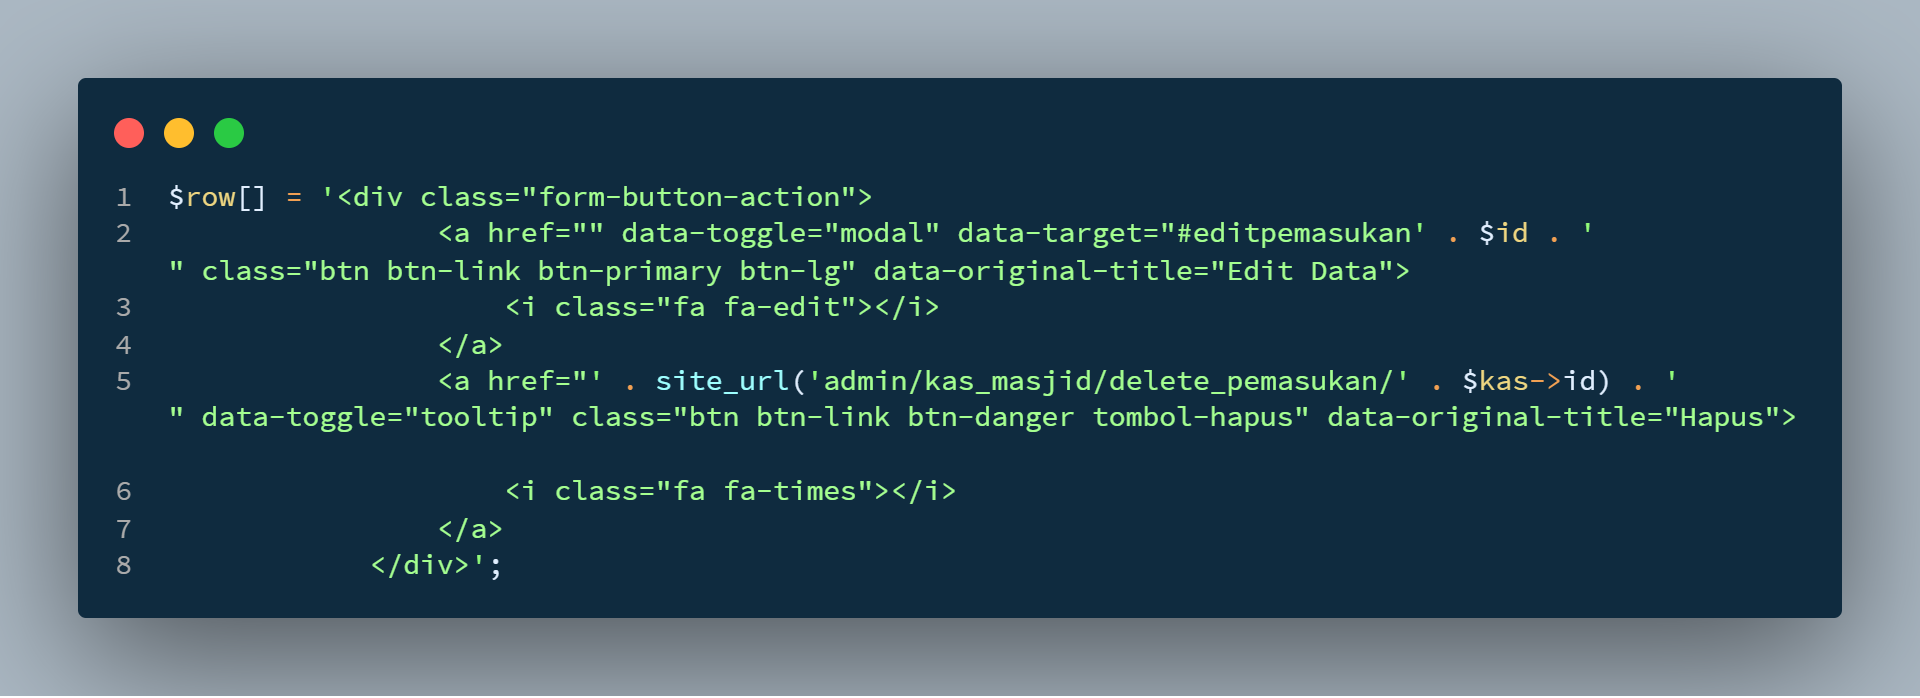 1 $row[] = '<div class="form-button-action">
2 <a href="" data-toggle="modal" data-target="#editpemasukan' . $id . '
" class="btn btn-link btn-primary btn-lg" data-original-title="Edit Data">
3 <i class="fa fa-edit"></i>
4 </a>
5 <a href="' . site_url('admin/kas_masjid/delete_pemasukan/' . $kas->id) . '
" data-toggle="tooltip" class="btn btn-link btn-danger tombol-hapus" data-original-title="Hapus">
6 <i class="fa fa-times"></i>
7 </a>
8 </div>';